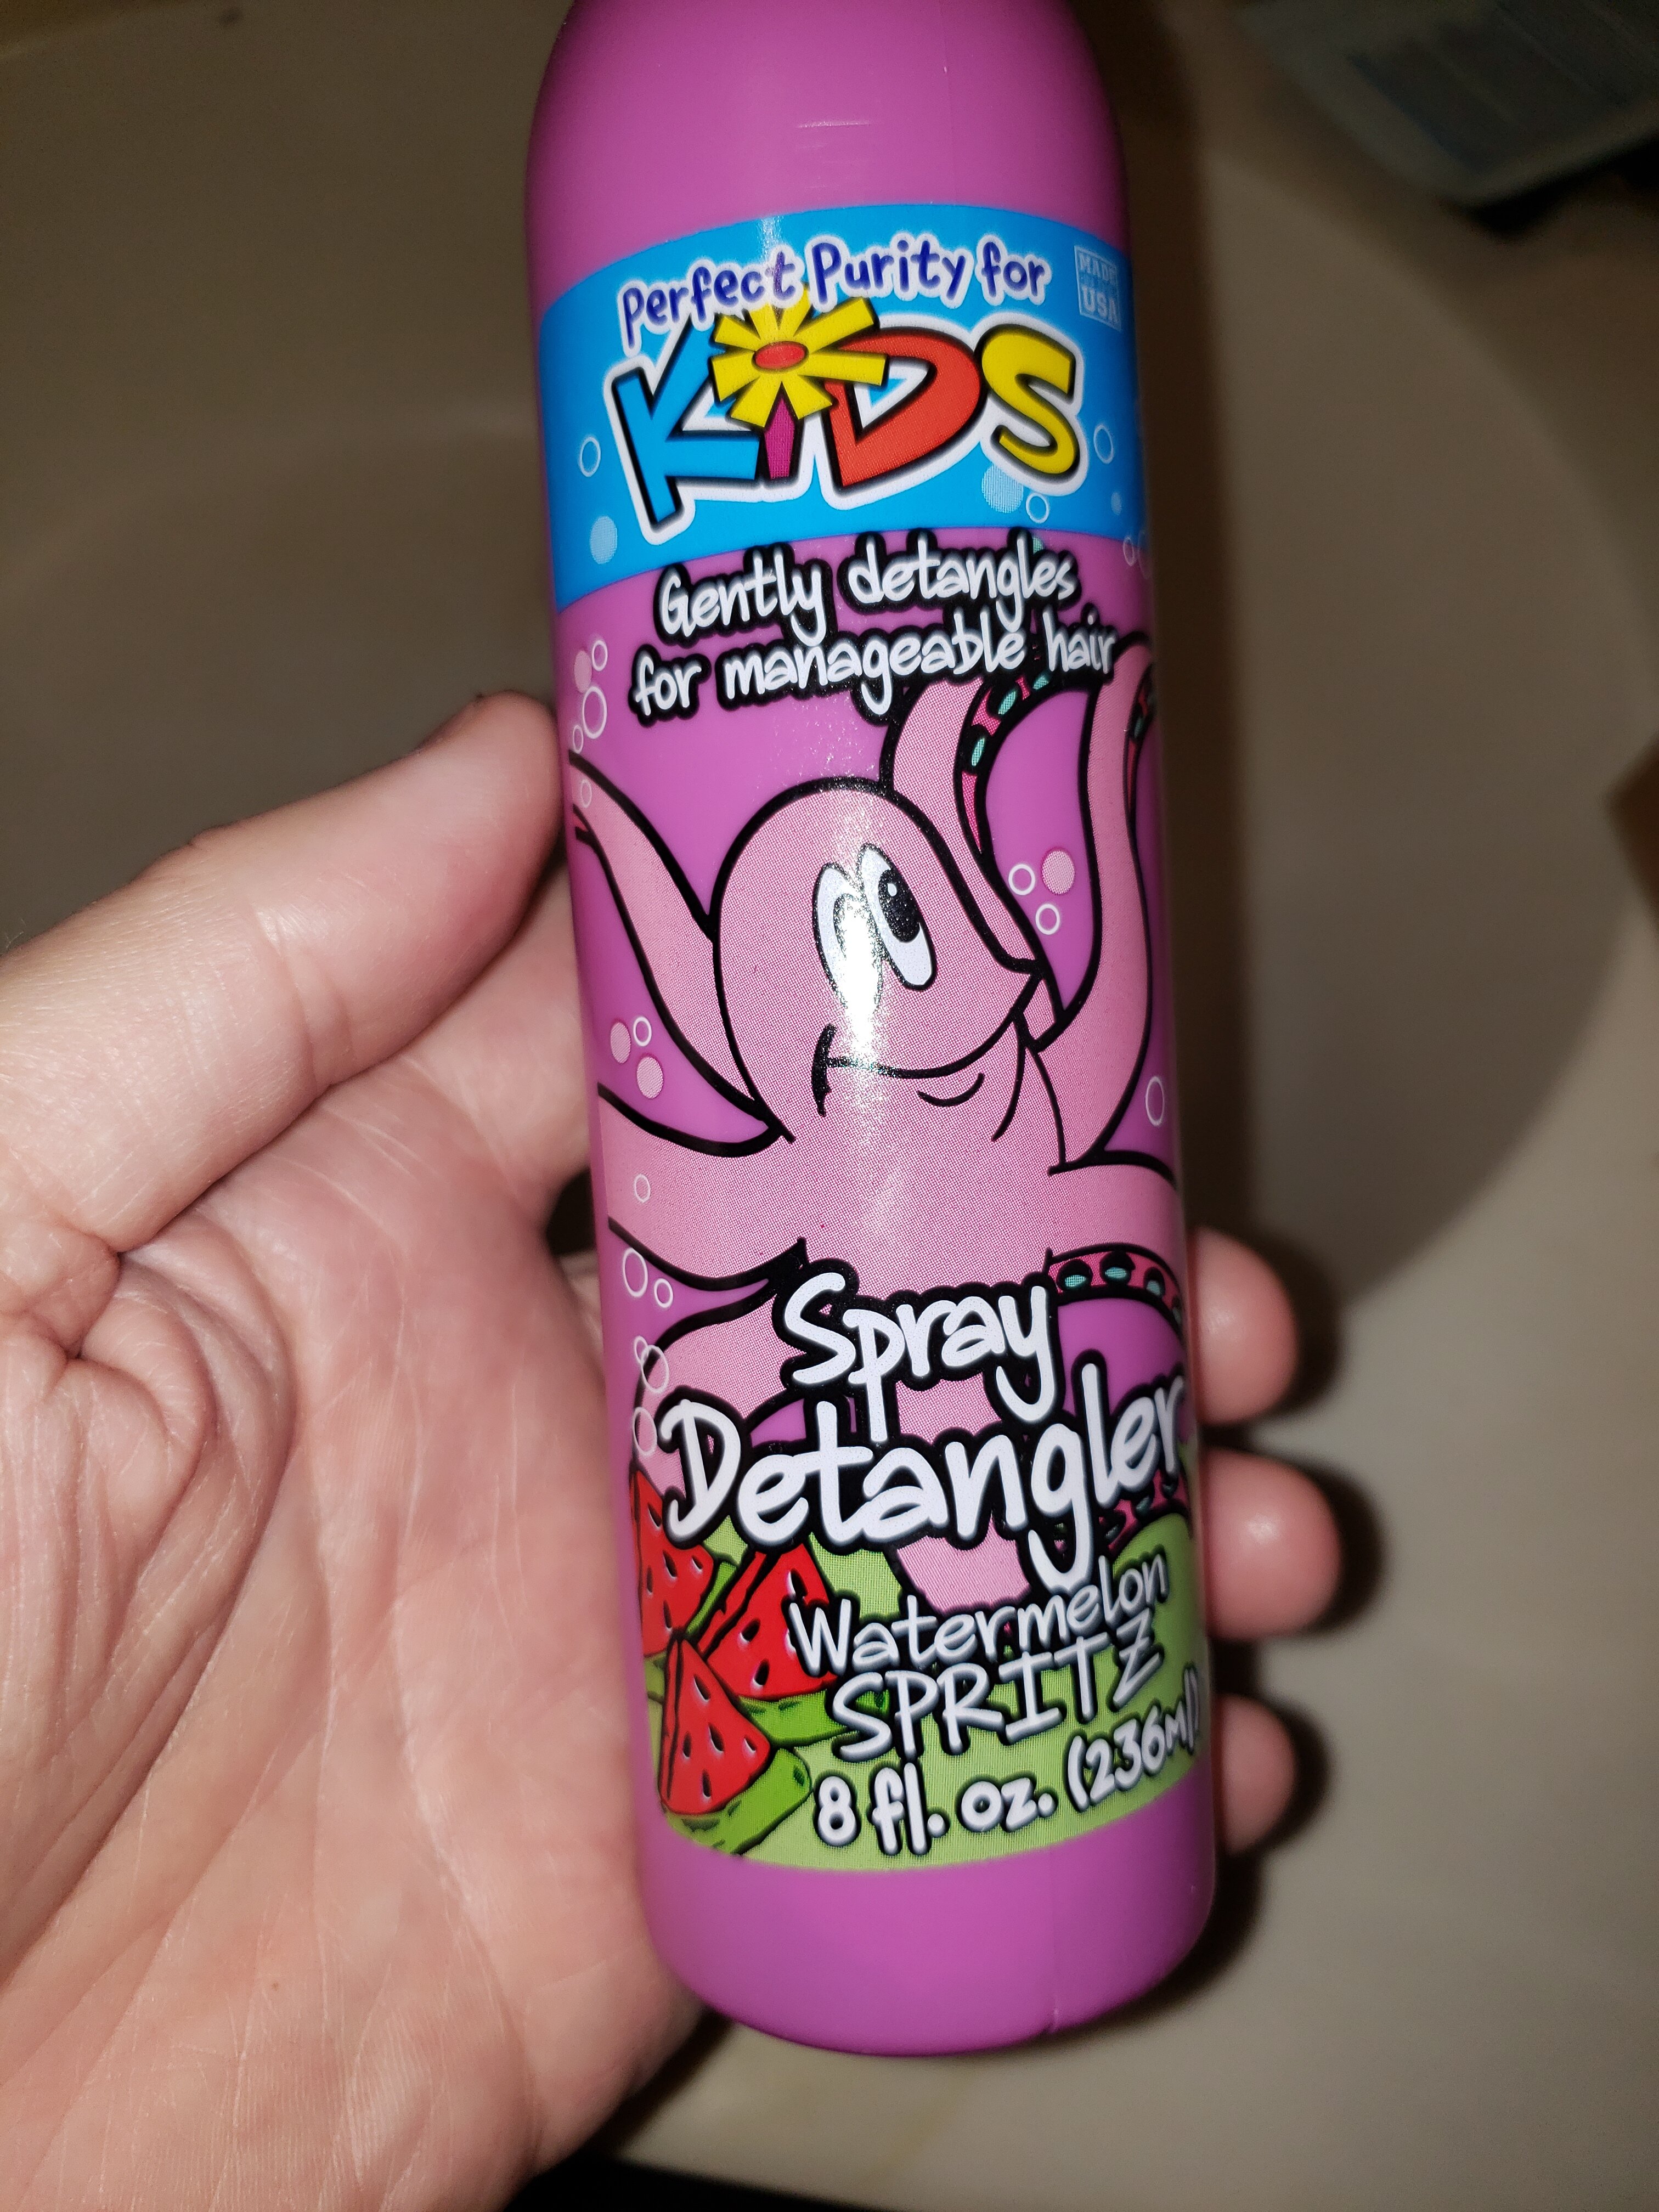 Perfect Purity for
KiDS
MADE
USA
Gently detangles
for manageable hair
Spray
Detangler
Watermelon
SPRITZ
8 fl. oz. (236ml)